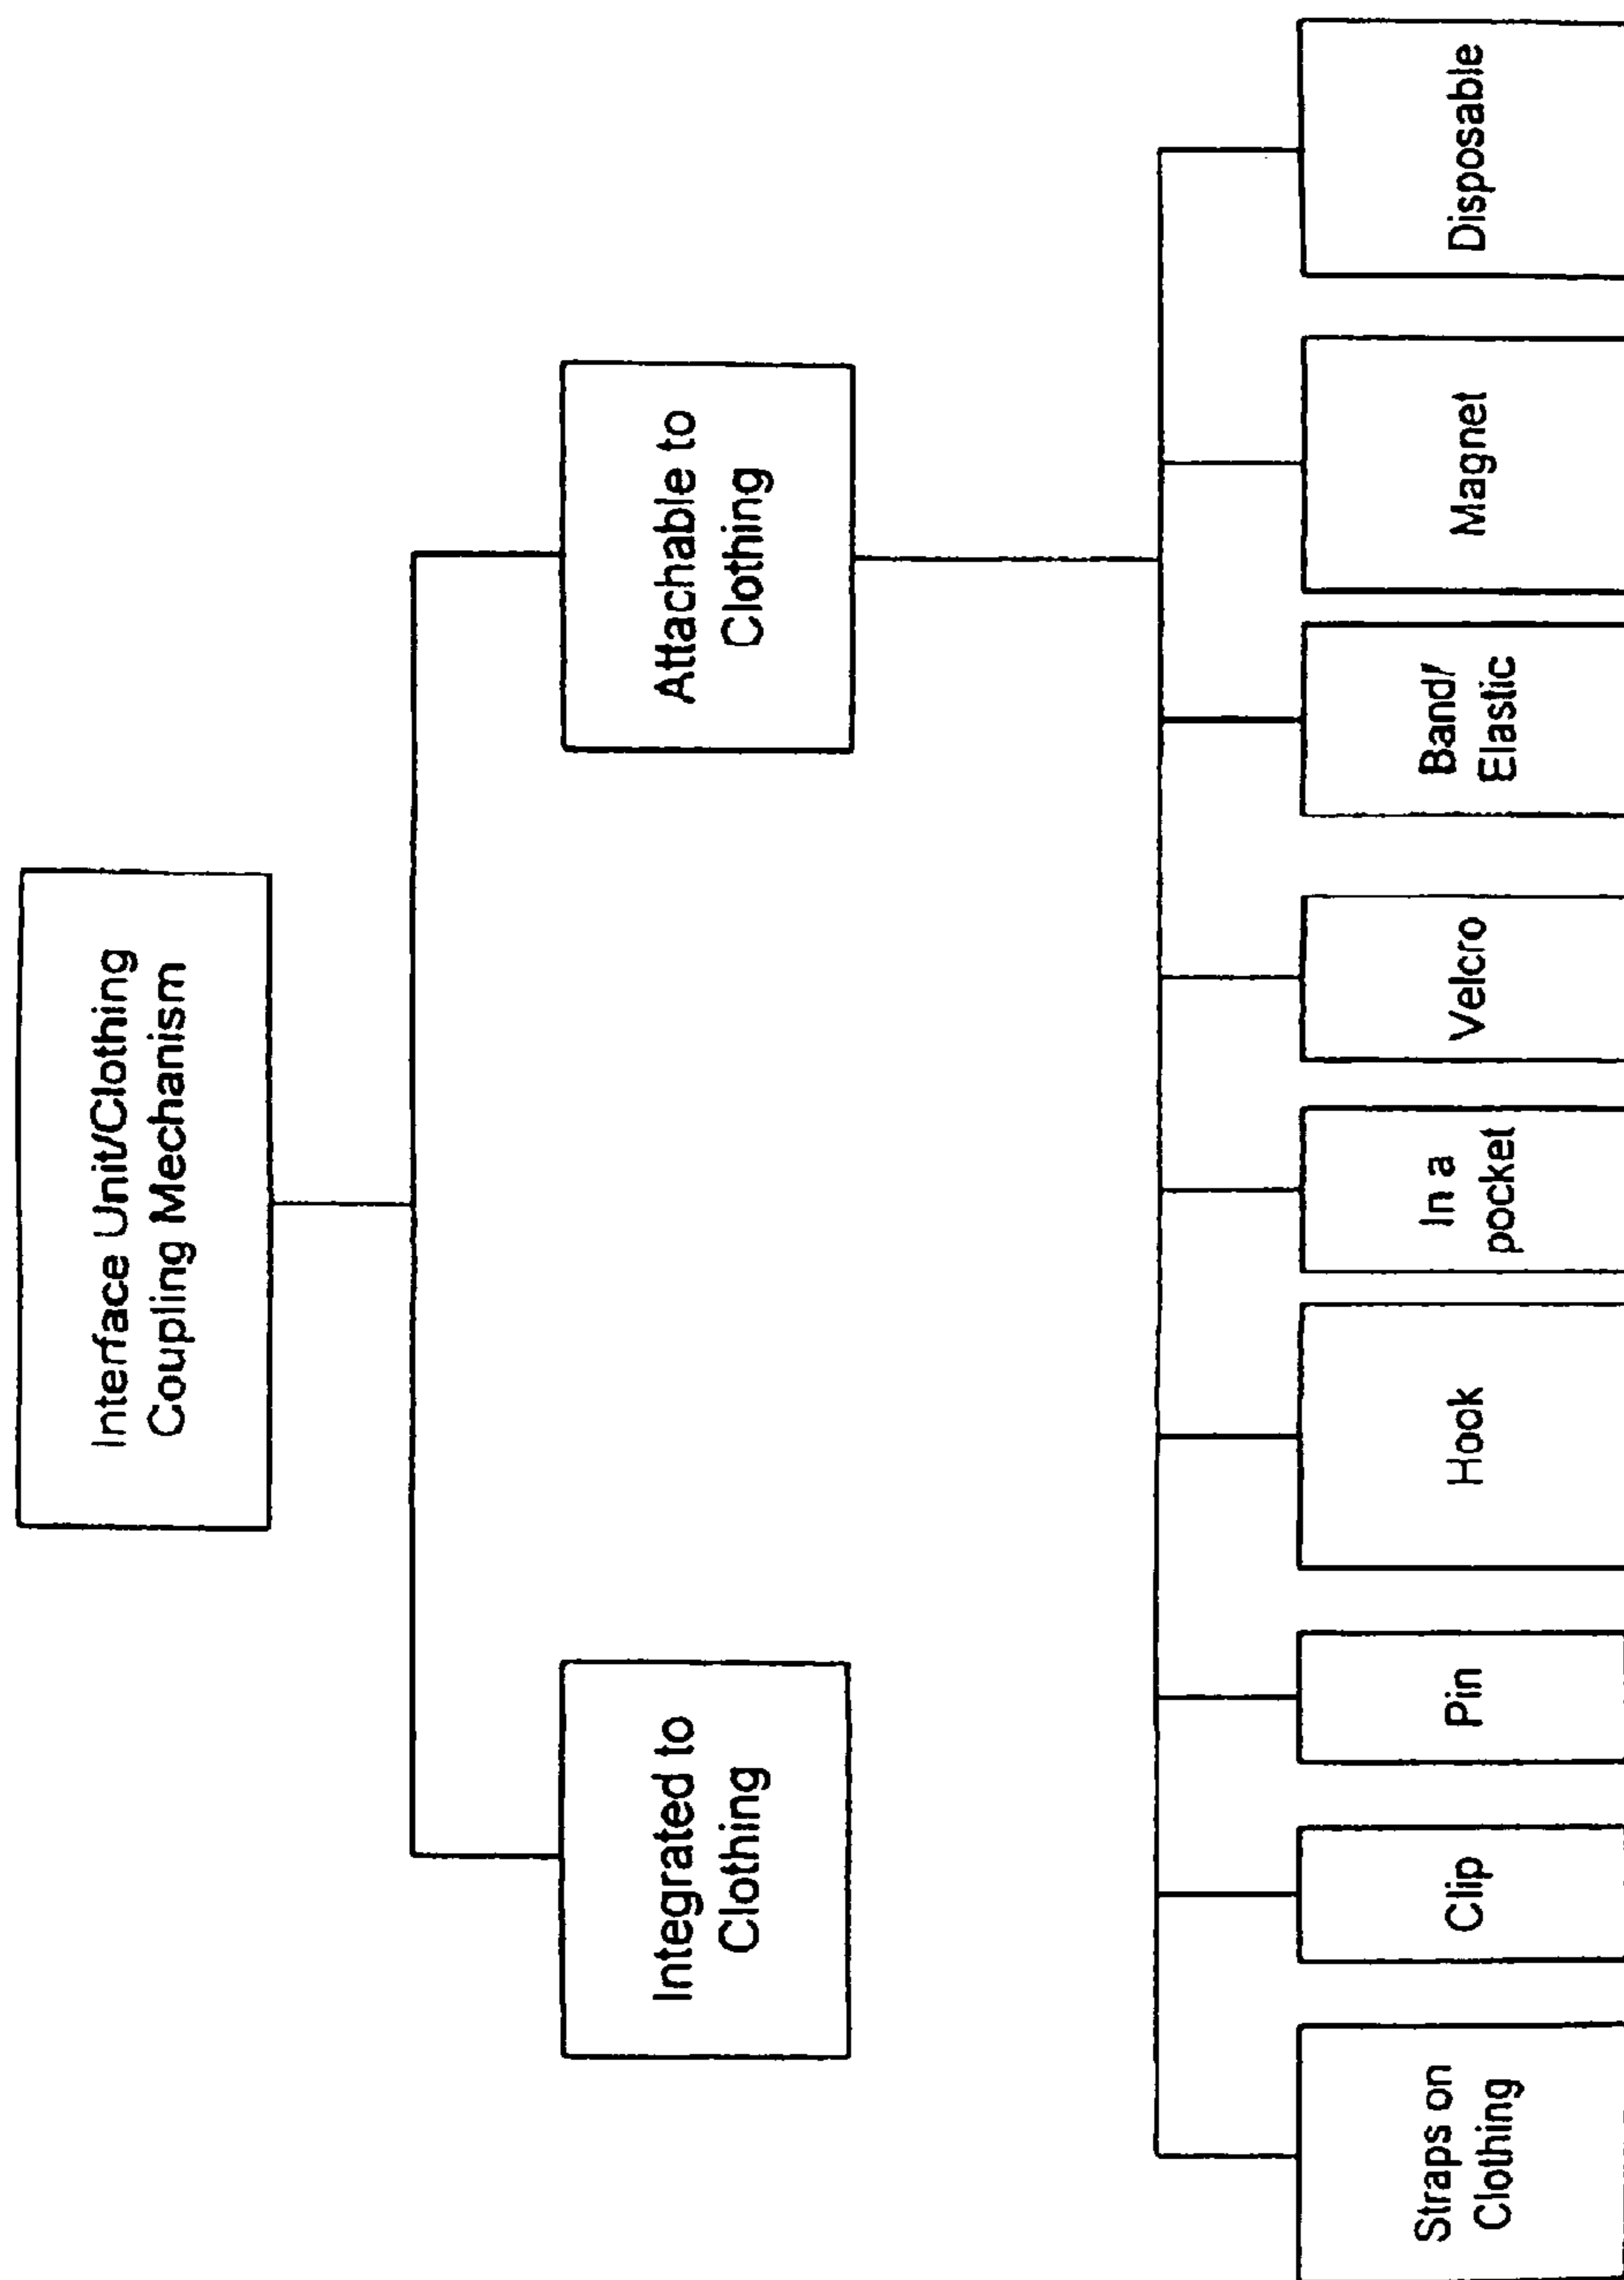 Interface Unit/Clothing
Coupling Mechanism
Integrated to
Clothing
Attachable to
Clothing
Straps on
Clothing
Clip
Pin
Hook
In a
pocket
Velcro
Band/
Elastic
Magnet
Disposable